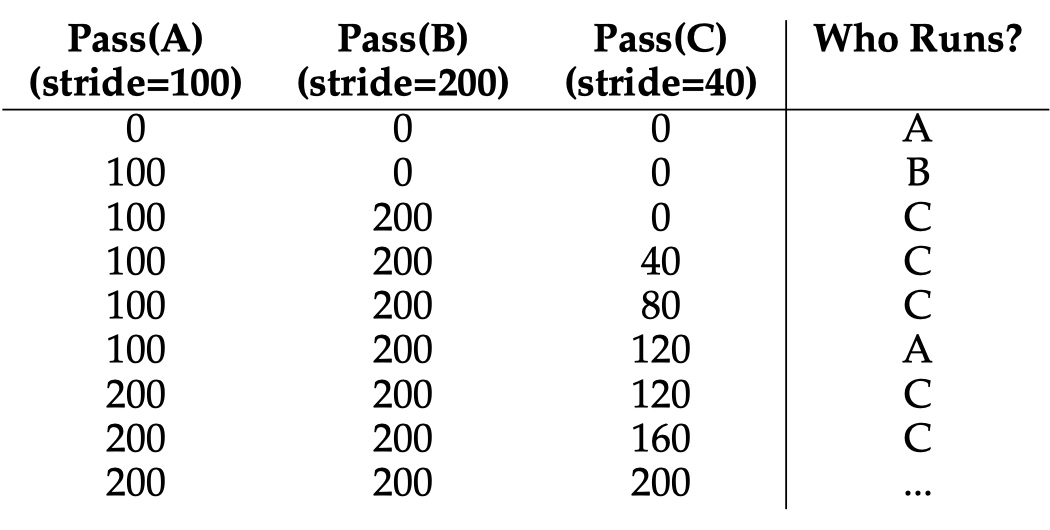 Pass(A) Pass(B) Pass(C) Who Runs?
(stride=100) (stride=200) (stride=40)
0 0 0 A
100 0 0 B
100 200 0 C
100 200 40 C
100 200 80 C
100 200 120 A
200 200 120 C
200 200 160 C
200 200 200 ...